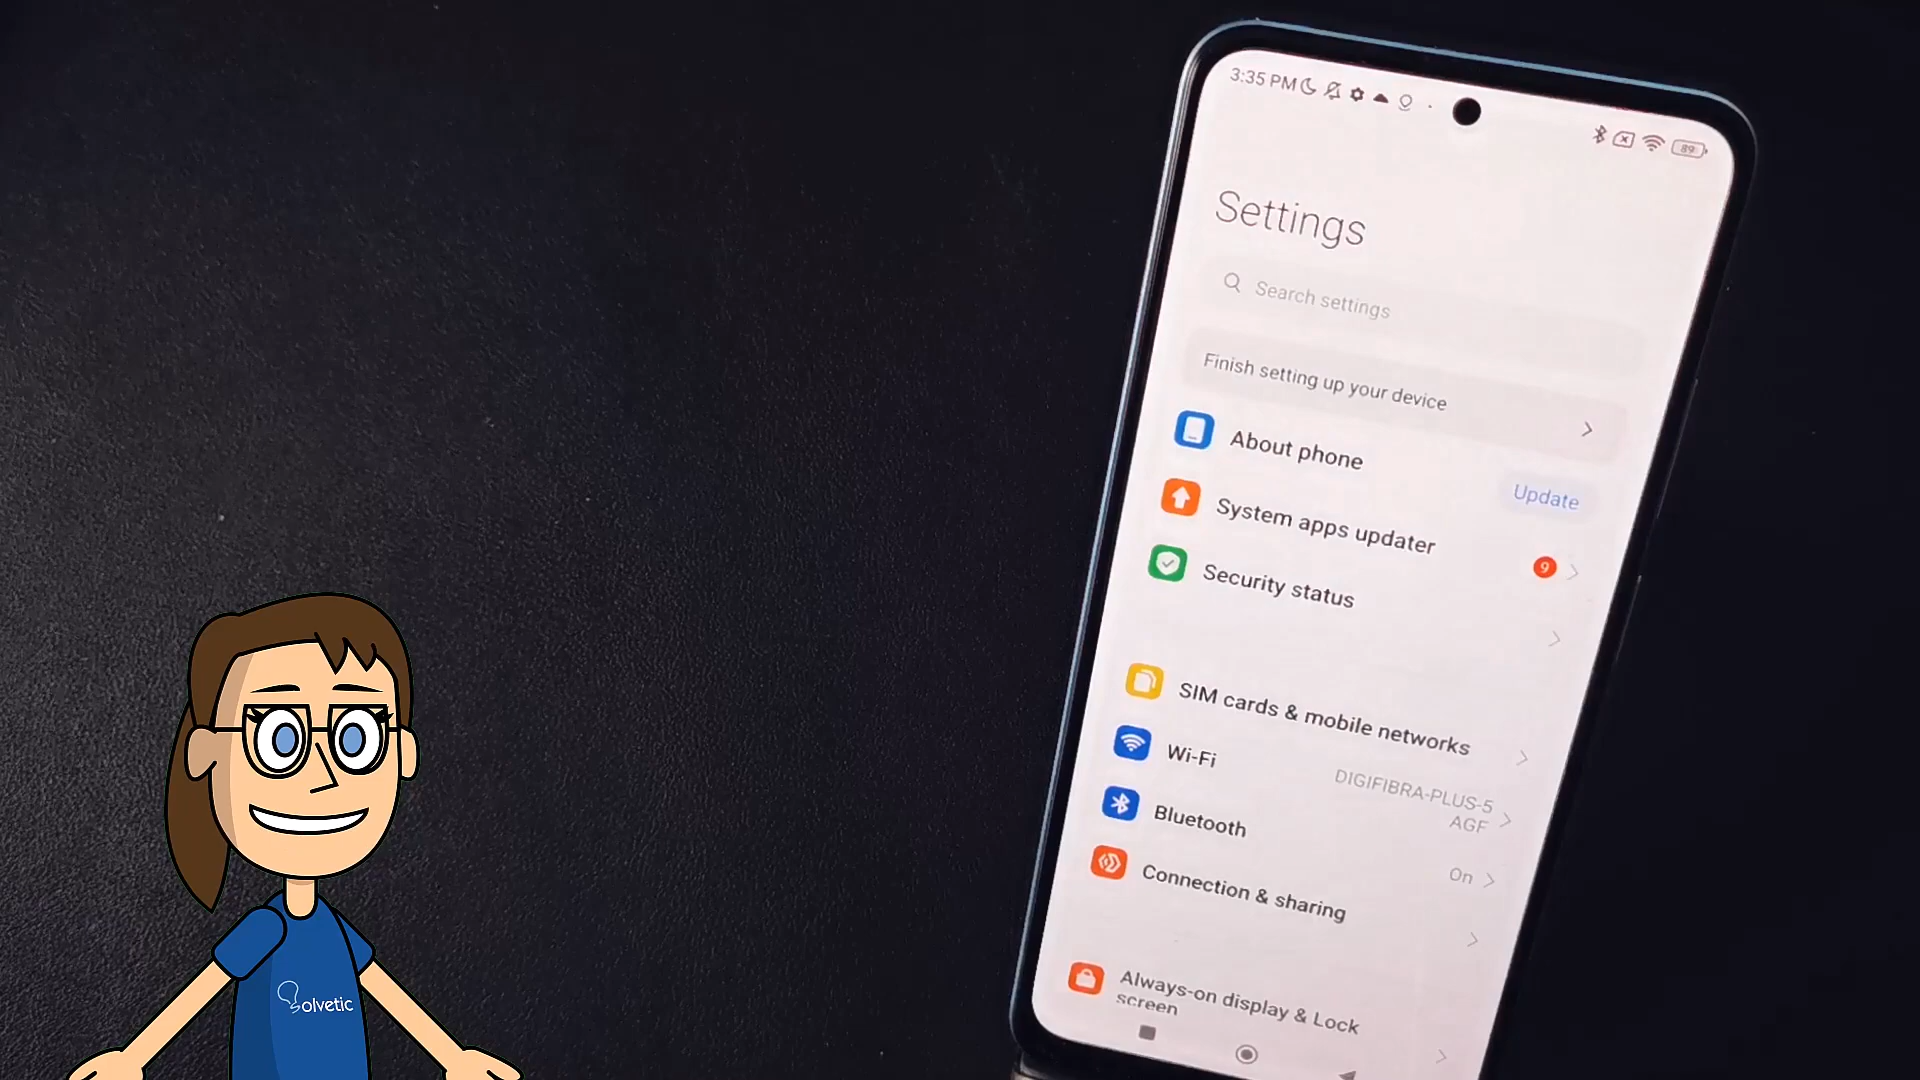 3:35 PM
89
Settings
Search settings
Finish setting up your device
About phone
Update
System apps updater
9
Security status
SIM cards & mobile networks
Wi-Fi
DIGIFIBRA-PLUS-5
AGF
Bluetooth
On
Connection & sharing
Always-on display & Lock
screen
Solvetic